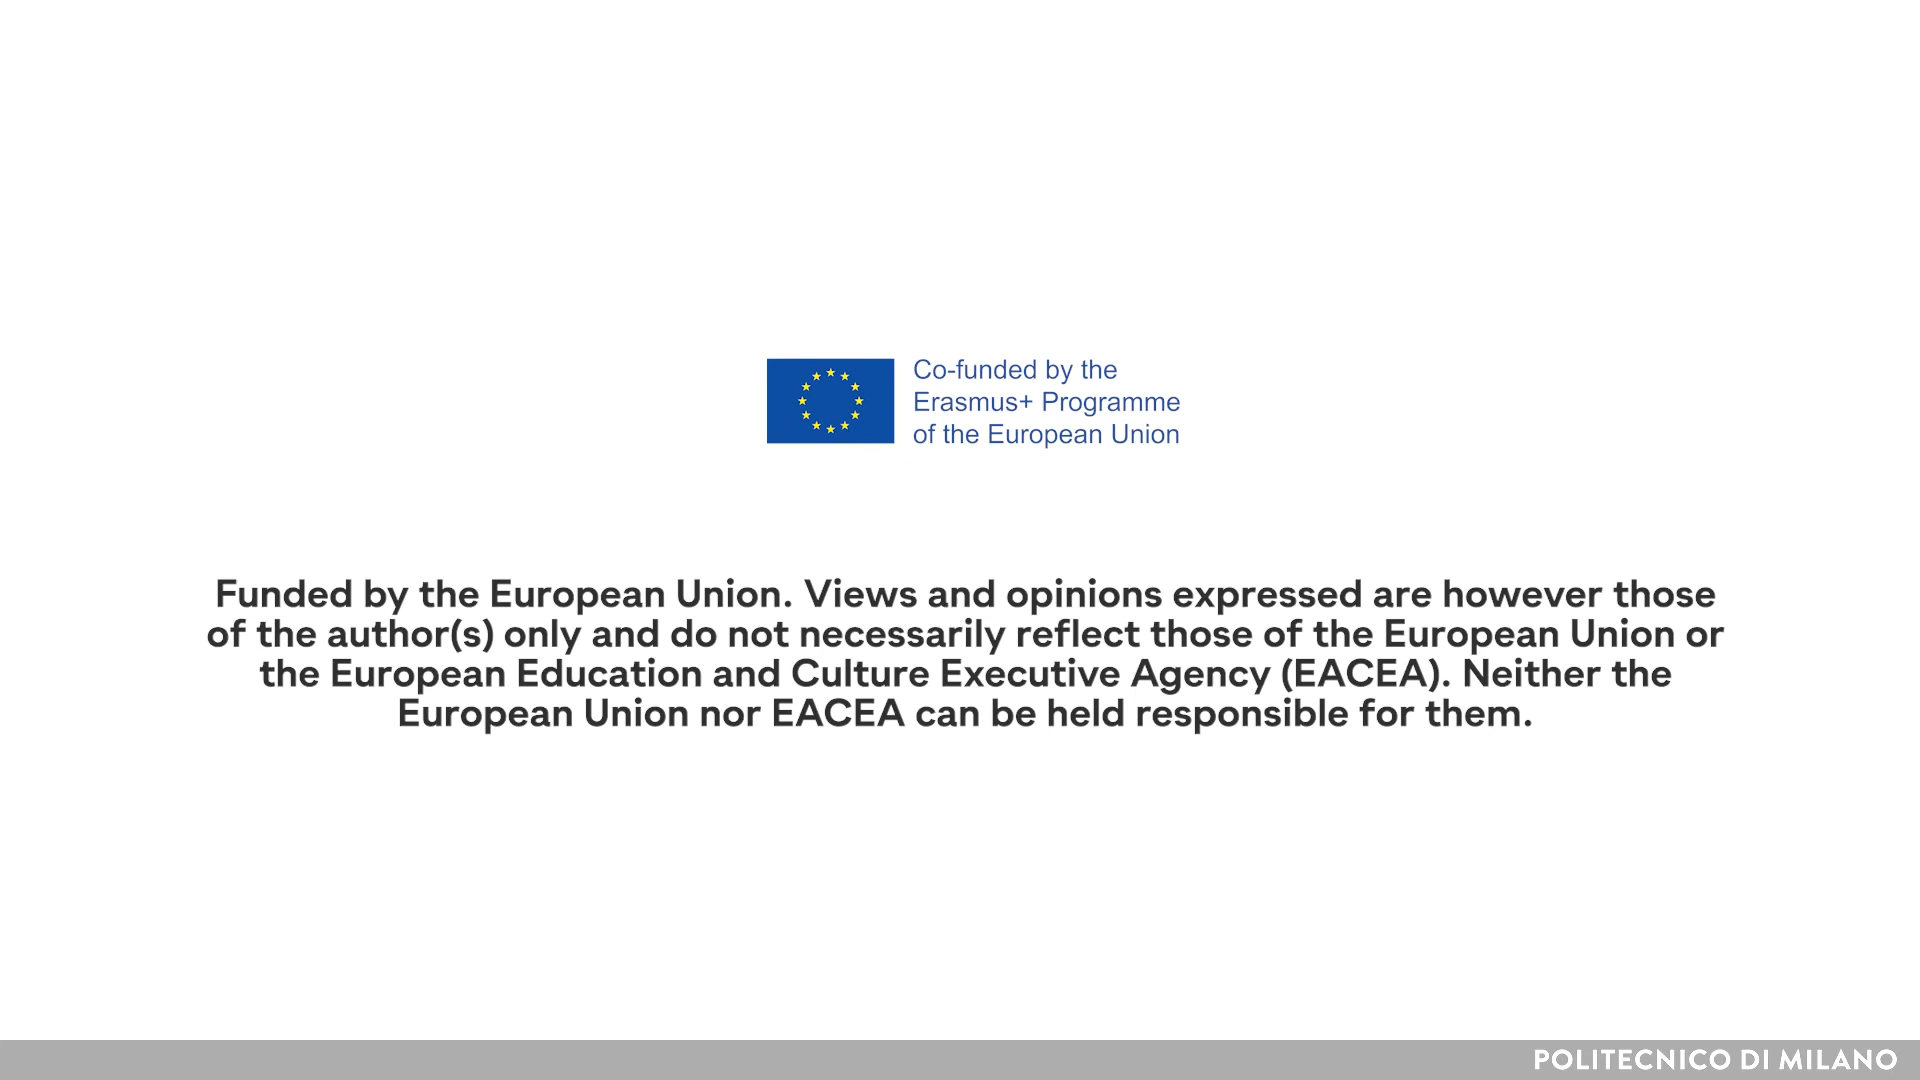 Co-funded by the
Erasmus+ Programme
of the European Union
Funded by the European Union. Views and opinions expressed are however those
of the author(s) only and do not necessarily reflect those of the European Union or
the European Education and Culture Executive Agency (EACEA). Neither the
European Union nor EACEA can be held responsible for them.
POLITECNICO DI MILANO